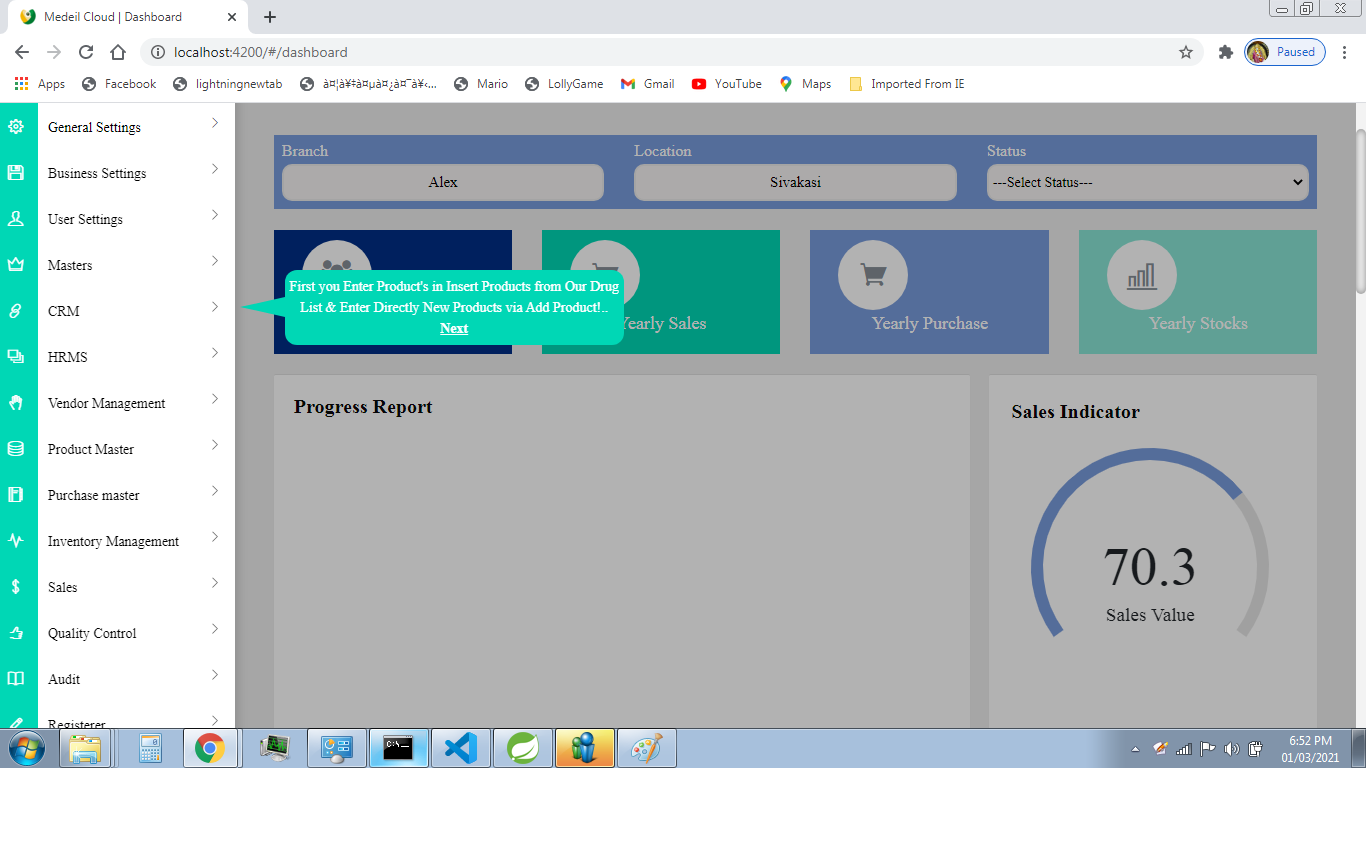 Medeil Cloud | Dashboard
localhost:4200/#/dashboard
Paused
Apps
Facebook
lightningnewtab
à¤¦à¥‡à¤µà¤¿à¤¯à¥‹...
Mario
LollyGame
Gmail
YouTube
Maps
Imported From IE
General Settings
Business Settings
User Settings
Masters
CRM
HRMS
Vendor Management
Product Master
Purchase master
Inventory Management
Sales
Quality Control
Audit
Registerer
Branch
Location
Status
Alex
Sivakasi
---Select Status---
First you Enter Product's in Insert Products from Our Drug
List & Enter Directly New Products via Add Product!..
Next
Yearly Sales
Yearly Purchase
Yearly Stocks
Progress Report
Sales Indicator
70.3
Sales Value
C:\
6:52 PM
01/03/2021